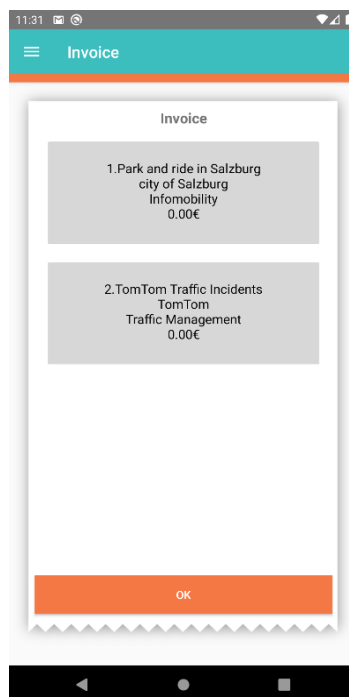 11:31
Invoice
Invoice
1.Park and ride in Salzburg
city of Salzburg
Infomobility
0.00€
2.TomTom Traffic Incidents
TomTom
Traffic Management
0.00€
OK